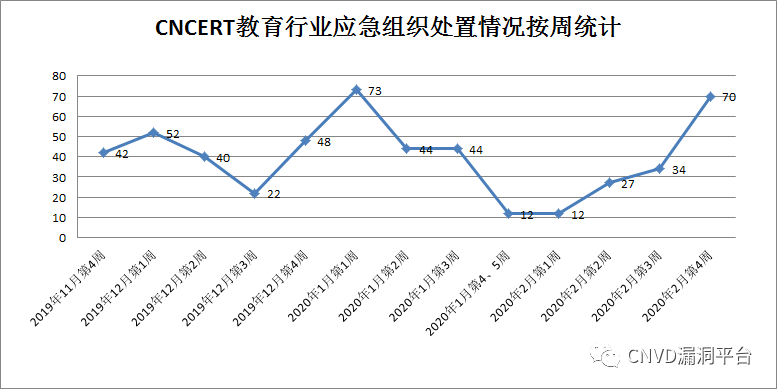 CNCERT教育行业应急组织处置情况按周统计
80
70
60
50
40
30
20
10
0
42
52
40
22
48
73
44
44
12
12
27
34
70
2019年11月第4周
2019年12月第1周
2019年12月第2周
2019年12月第3周
2019年12月第4周
2020年1月第1周
2020年1月第2周
2020年1月第3周
2020年1月第4、5周
2020年2月第1周
2020年2月第2周
2020年2月第3周
2020年2月第4周
CNVD漏洞平台